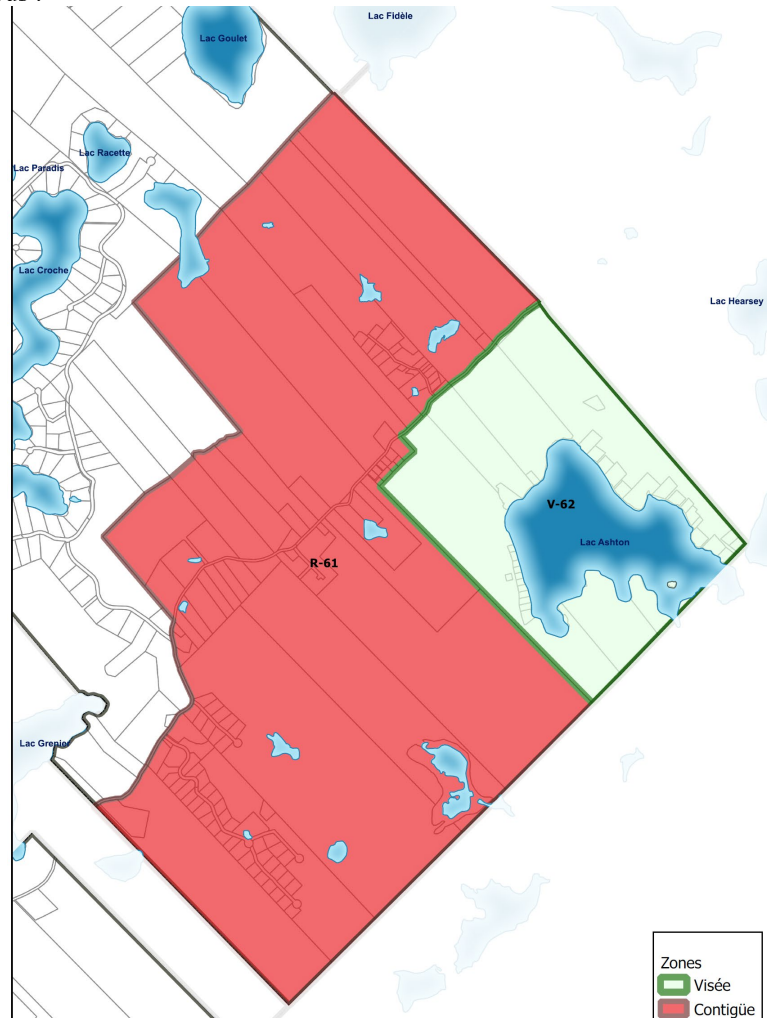 Lac Fidèle
Lac Goulet
Lac Racette
Lac Paradis
Lac Croche
Lac Hearsey
V-62
Lac Ashton
R-61
Lac Grenier
Zones
Visée
Contigüe